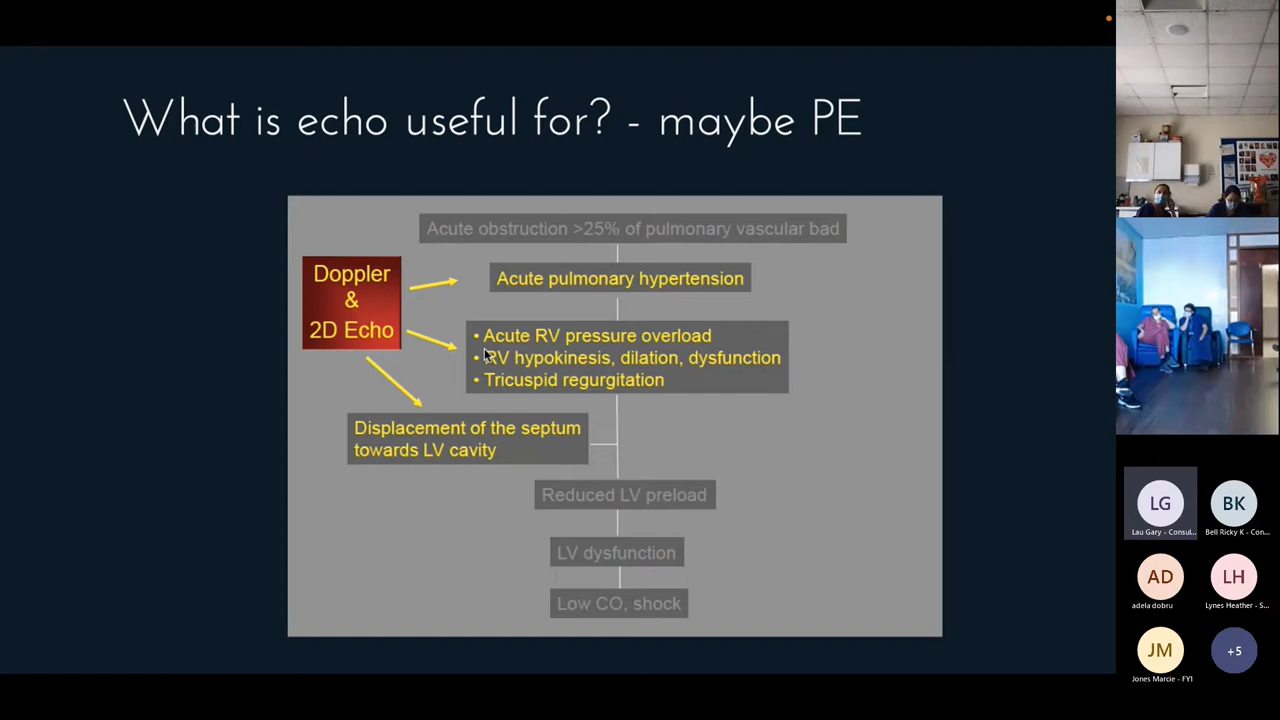 What is echo useful for? - maybe PE
Acute obstruction >25% of pulmonary vascular bad
Doppler
&
2D Echo
Acute pulmonary hypertension
• Acute RV pressure overload
• RV hypokinesis, dilation, dysfunction
• Tricuspid regurgitation
Displacement of the septum
towards LV cavity
Reduced LV preload
LV dysfunction
Low CO, shock
LG
Lau Gary - Consul...
BK
Bell Ricky K - Con...
AD
adela dobru
LH
Lynes Heather - S...
JM
Jones Marcie - FY1
+5